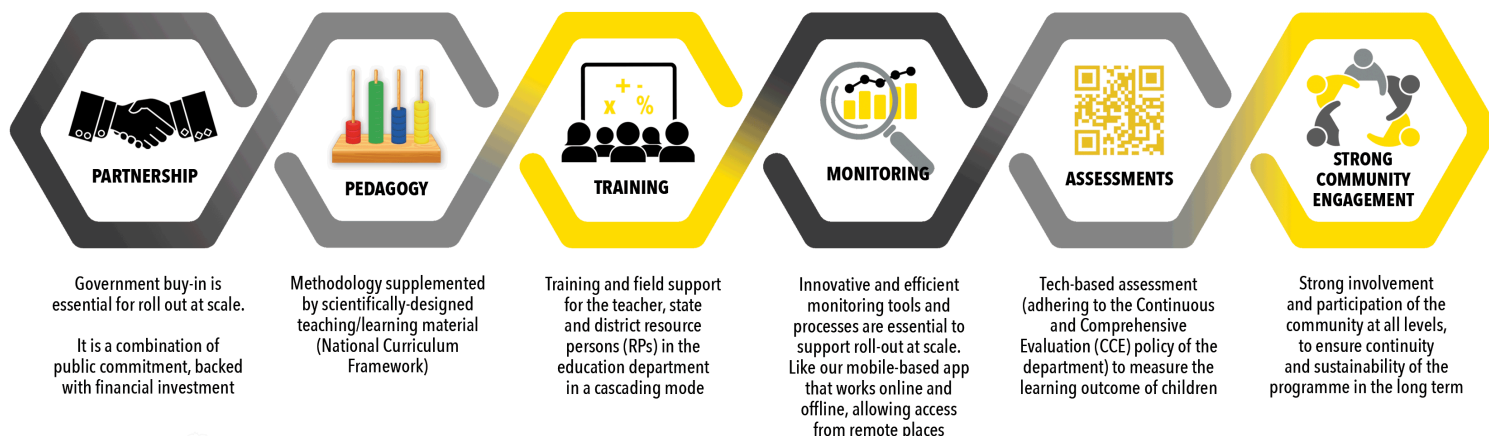 PARTNERSHIP
Government buy-in is
essential for roll out at scale.
It is a combination of
public commitment, backed
with financial investment
PEDAGOGY
Methodology supplemented
by scientifically-designed
teaching/learning material
(National Curriculum
Framework)
+ -
x %
TRAINING
Training and field support
for the teacher, state
and district resource
persons (RPs) in the
education department
in a cascading mode
MONITORING
Innovative and efficient
monitoring tools and
processes are essential to
support roll-out at scale.
Like our mobile-based app
that works online and
offline, allowing access
from remote places
ASSESSMENTS
Tech-based assessment
(adhering to the Continuous
and Comprehensive
Evaluation (CCE) policy of the
department) to measure the
learning outcome of children
STRONG
COMMUNITY
ENGAGEMENT
Strong involvement
and participation of the
community at all levels,
to ensure continuity
and sustainability of the
programme in the long term